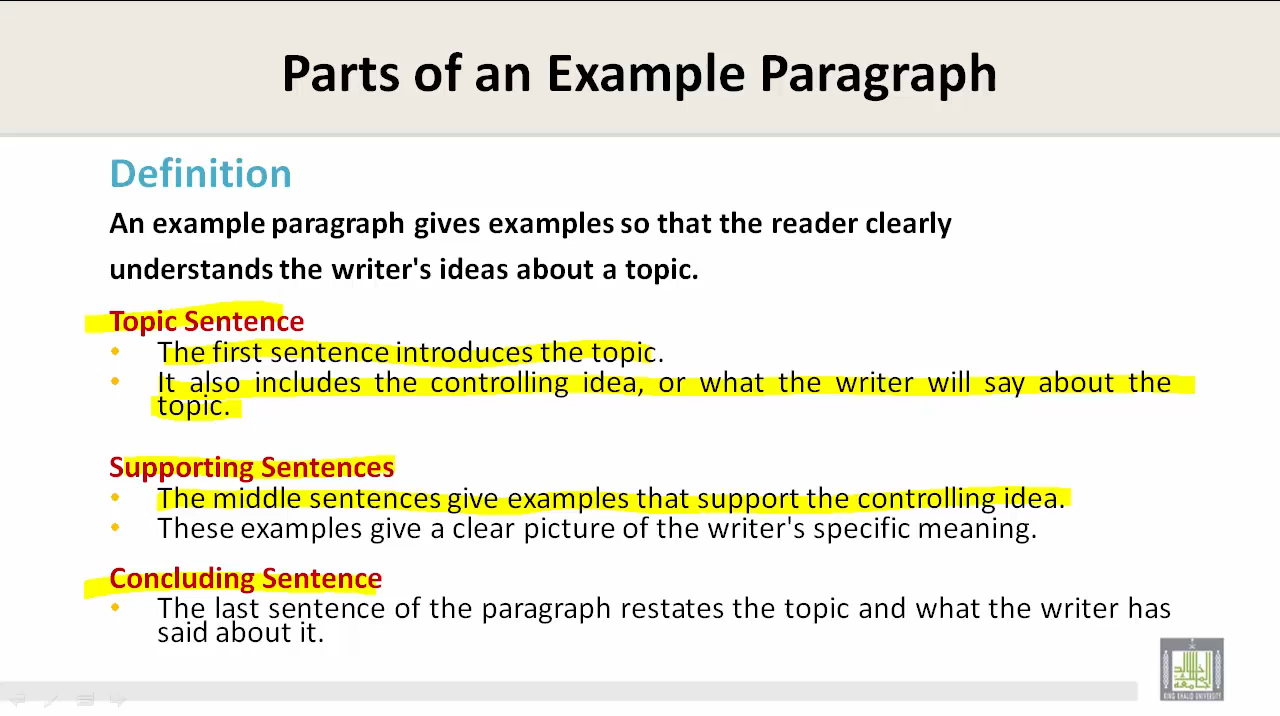 Parts of an Example Paragraph
Definition
An example paragraph gives examples so that the reader clearly
understands the writer's ideas about a topic.
Topic Sentence
• The first sentence introduces the topic.
• It also includes the controlling idea, or what the writer will say about the
topic.
Supporting Sentences
• The middle sentences give examples that support the controlling idea.
• These examples give a clear picture of the writer's specific meaning.
Concluding Sentence
• The last sentence of the paragraph restates the topic and what the writer has
said about it.
KING KHALID UNIVERSITY